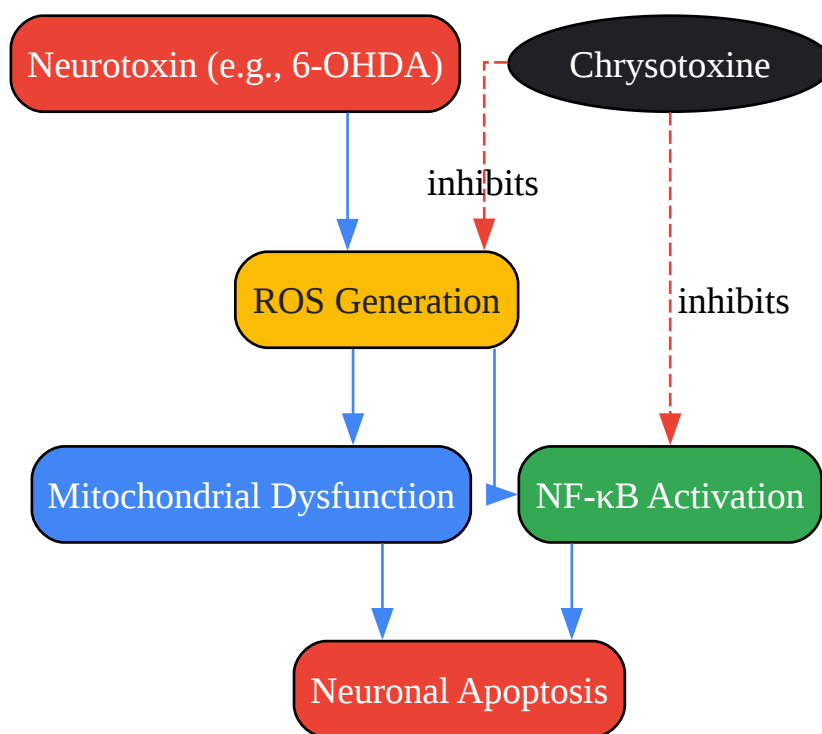 Neurotoxin (e.g., 6-OHDA)
Chrysotoxine
inhibits
ROS Generation
inhibits
Mitochondrial Dysfunction
NF-κB Activation
Neuronal Apoptosis